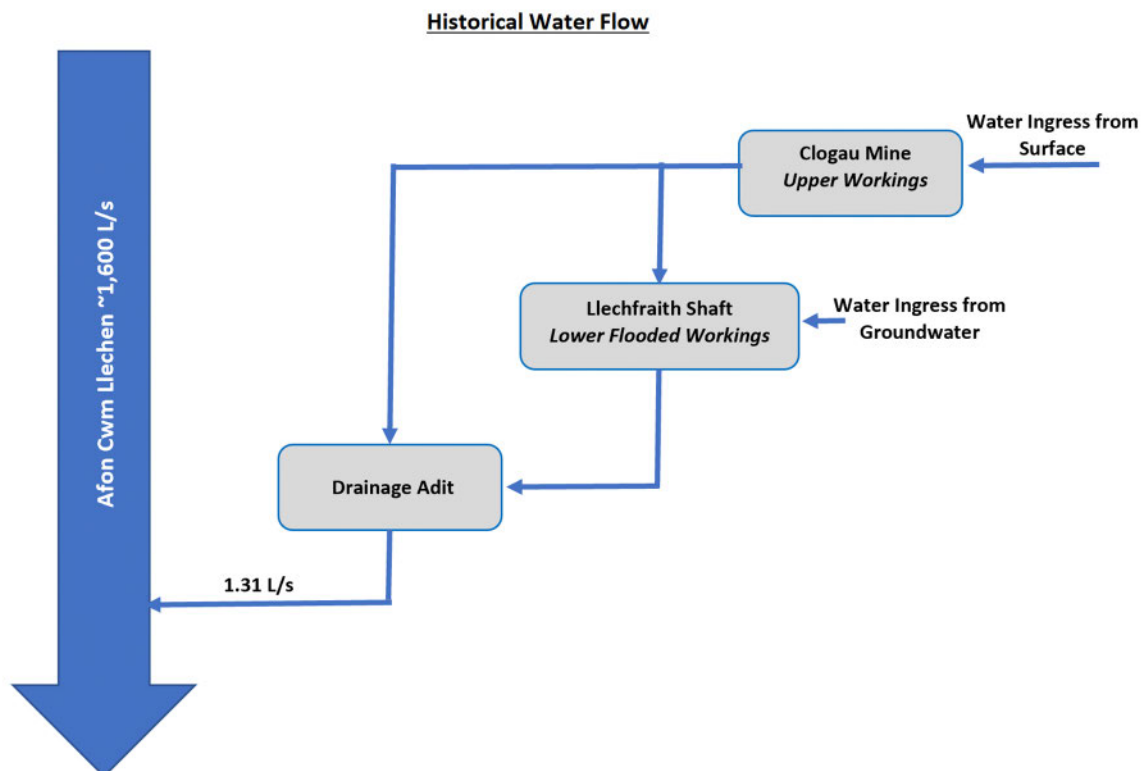 Historical Water Flow
Water Ingress from
Surface
Clogau Mine
Upper Workings
Afon Cwm Llechen ~1,600 L/s
Llechfraith Shaft
Lower Flooded Workings
Water Ingress from
Groundwater
Drainage Adit
1.31 L/s